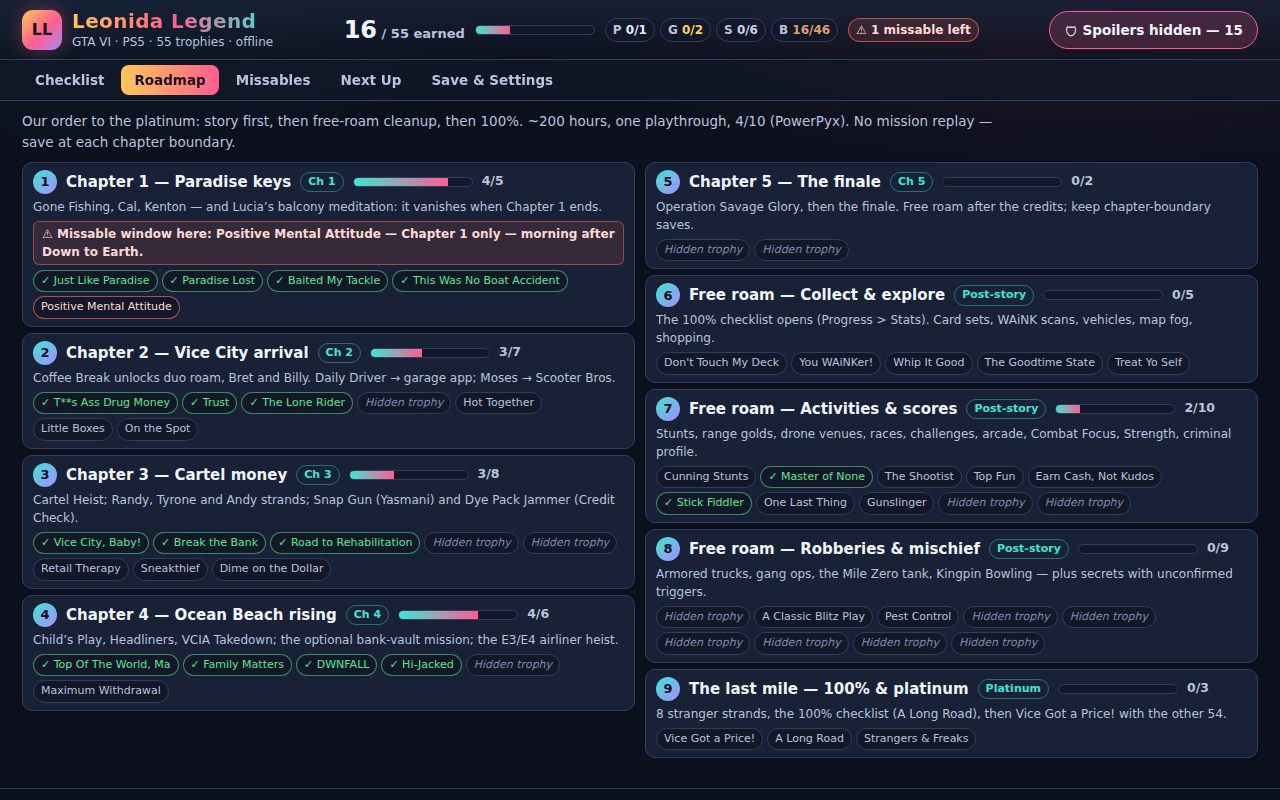 LL
Leonida Legend
GTA VI · PS5 · 55 trophies · offline
16 / 55 earned
P 0/1
G 0/2
S 0/6
B 16/46
⚠ 1 missable left
Spoilers hidden — 15
Checklist
Roadmap
Missables
Next Up
Save & Settings
Our order to the platinum: story first, then free-roam cleanup, then 100%. ~200 hours, one playthrough, 4/10 (PowerPyx). No mission replay —
save at each chapter boundary.
1 Chapter 1 — Paradise keys Ch 1 4/5
Gone Fishing, Cal, Kenton — and Lucia’s balcony meditation: it vanishes when Chapter 1 ends.
⚠ Missable window here: Positive Mental Attitude — Chapter 1 only — morning after
Down to Earth.
✓ Just Like Paradise ✓ Paradise Lost ✓ Baited My Tackle ✓ This Was No Boat Accident
Positive Mental Attitude
2 Chapter 2 — Vice City arrival Ch 2 3/7
Coffee Break unlocks duo roam, Bret and Billy. Daily Driver → garage app; Moses → Scooter Bros.
✓ T**s Ass Drug Money ✓ Trust ✓ The Lone Rider Hidden trophy Hot Together
Little Boxes On the Spot
3 Chapter 3 — Cartel money Ch 3 3/8
Cartel Heist; Randy, Tyrone and Andy strands; Snap Gun (Yasmani) and Dye Pack Jammer (Credit
Check).
✓ Vice City, Baby! ✓ Break the Bank ✓ Road to Rehabilitation Hidden trophy Hidden trophy
Retail Therapy Sneakthief Dime on the Dollar
4 Chapter 4 — Ocean Beach rising Ch 4 4/6
Child’s Play, Headliners, VCIA Takedown; the optional bank-vault mission; the E3/E4 airliner heist.
✓ Top Of The World, Ma ✓ Family Matters ✓ DWNFALL ✓ Hi-Jacked Hidden trophy
Maximum Withdrawal
5 Chapter 5 — The finale Ch 5 0/2
Operation Savage Glory, then the finale. Free roam after the credits; keep chapter-boundary
saves.
Hidden trophy Hidden trophy
6 Free roam — Collect & explore Post-story 0/5
The 100% checklist opens (Progress > Stats). Card sets, WAiNK scans, vehicles, map fog,
shopping.
Don't Touch My Deck You WAiNKer! Whip It Good The Goodtime State Treat Yo Self
7 Free roam — Activities & scores Post-story 2/10
Stunts, range golds, drone venues, races, challenges, arcade, Combat Focus, Strength, criminal
profile.
Cunning Stunts ✓ Master of None The Shootist Top Fun Earn Cash, Not Kudos
✓ Stick Fiddler One Last Thing Gunslinger Hidden trophy Hidden trophy
8 Free roam — Robberies & mischief Post-story 0/9
Armored trucks, gang ops, the Mile Zero tank, Kingpin Bowling — plus secrets with unconfirmed
triggers.
Hidden trophy A Classic Blitz Play Pest Control Hidden trophy Hidden trophy
Hidden trophy Hidden trophy Hidden trophy Hidden trophy
9 The last mile — 100% & platinum Platinum 0/3
8 stranger strands, the 100% checklist (A Long Road), then Vice Got a Price! with the other 54.
Vice Got a Price! A Long Road Strangers & Freaks